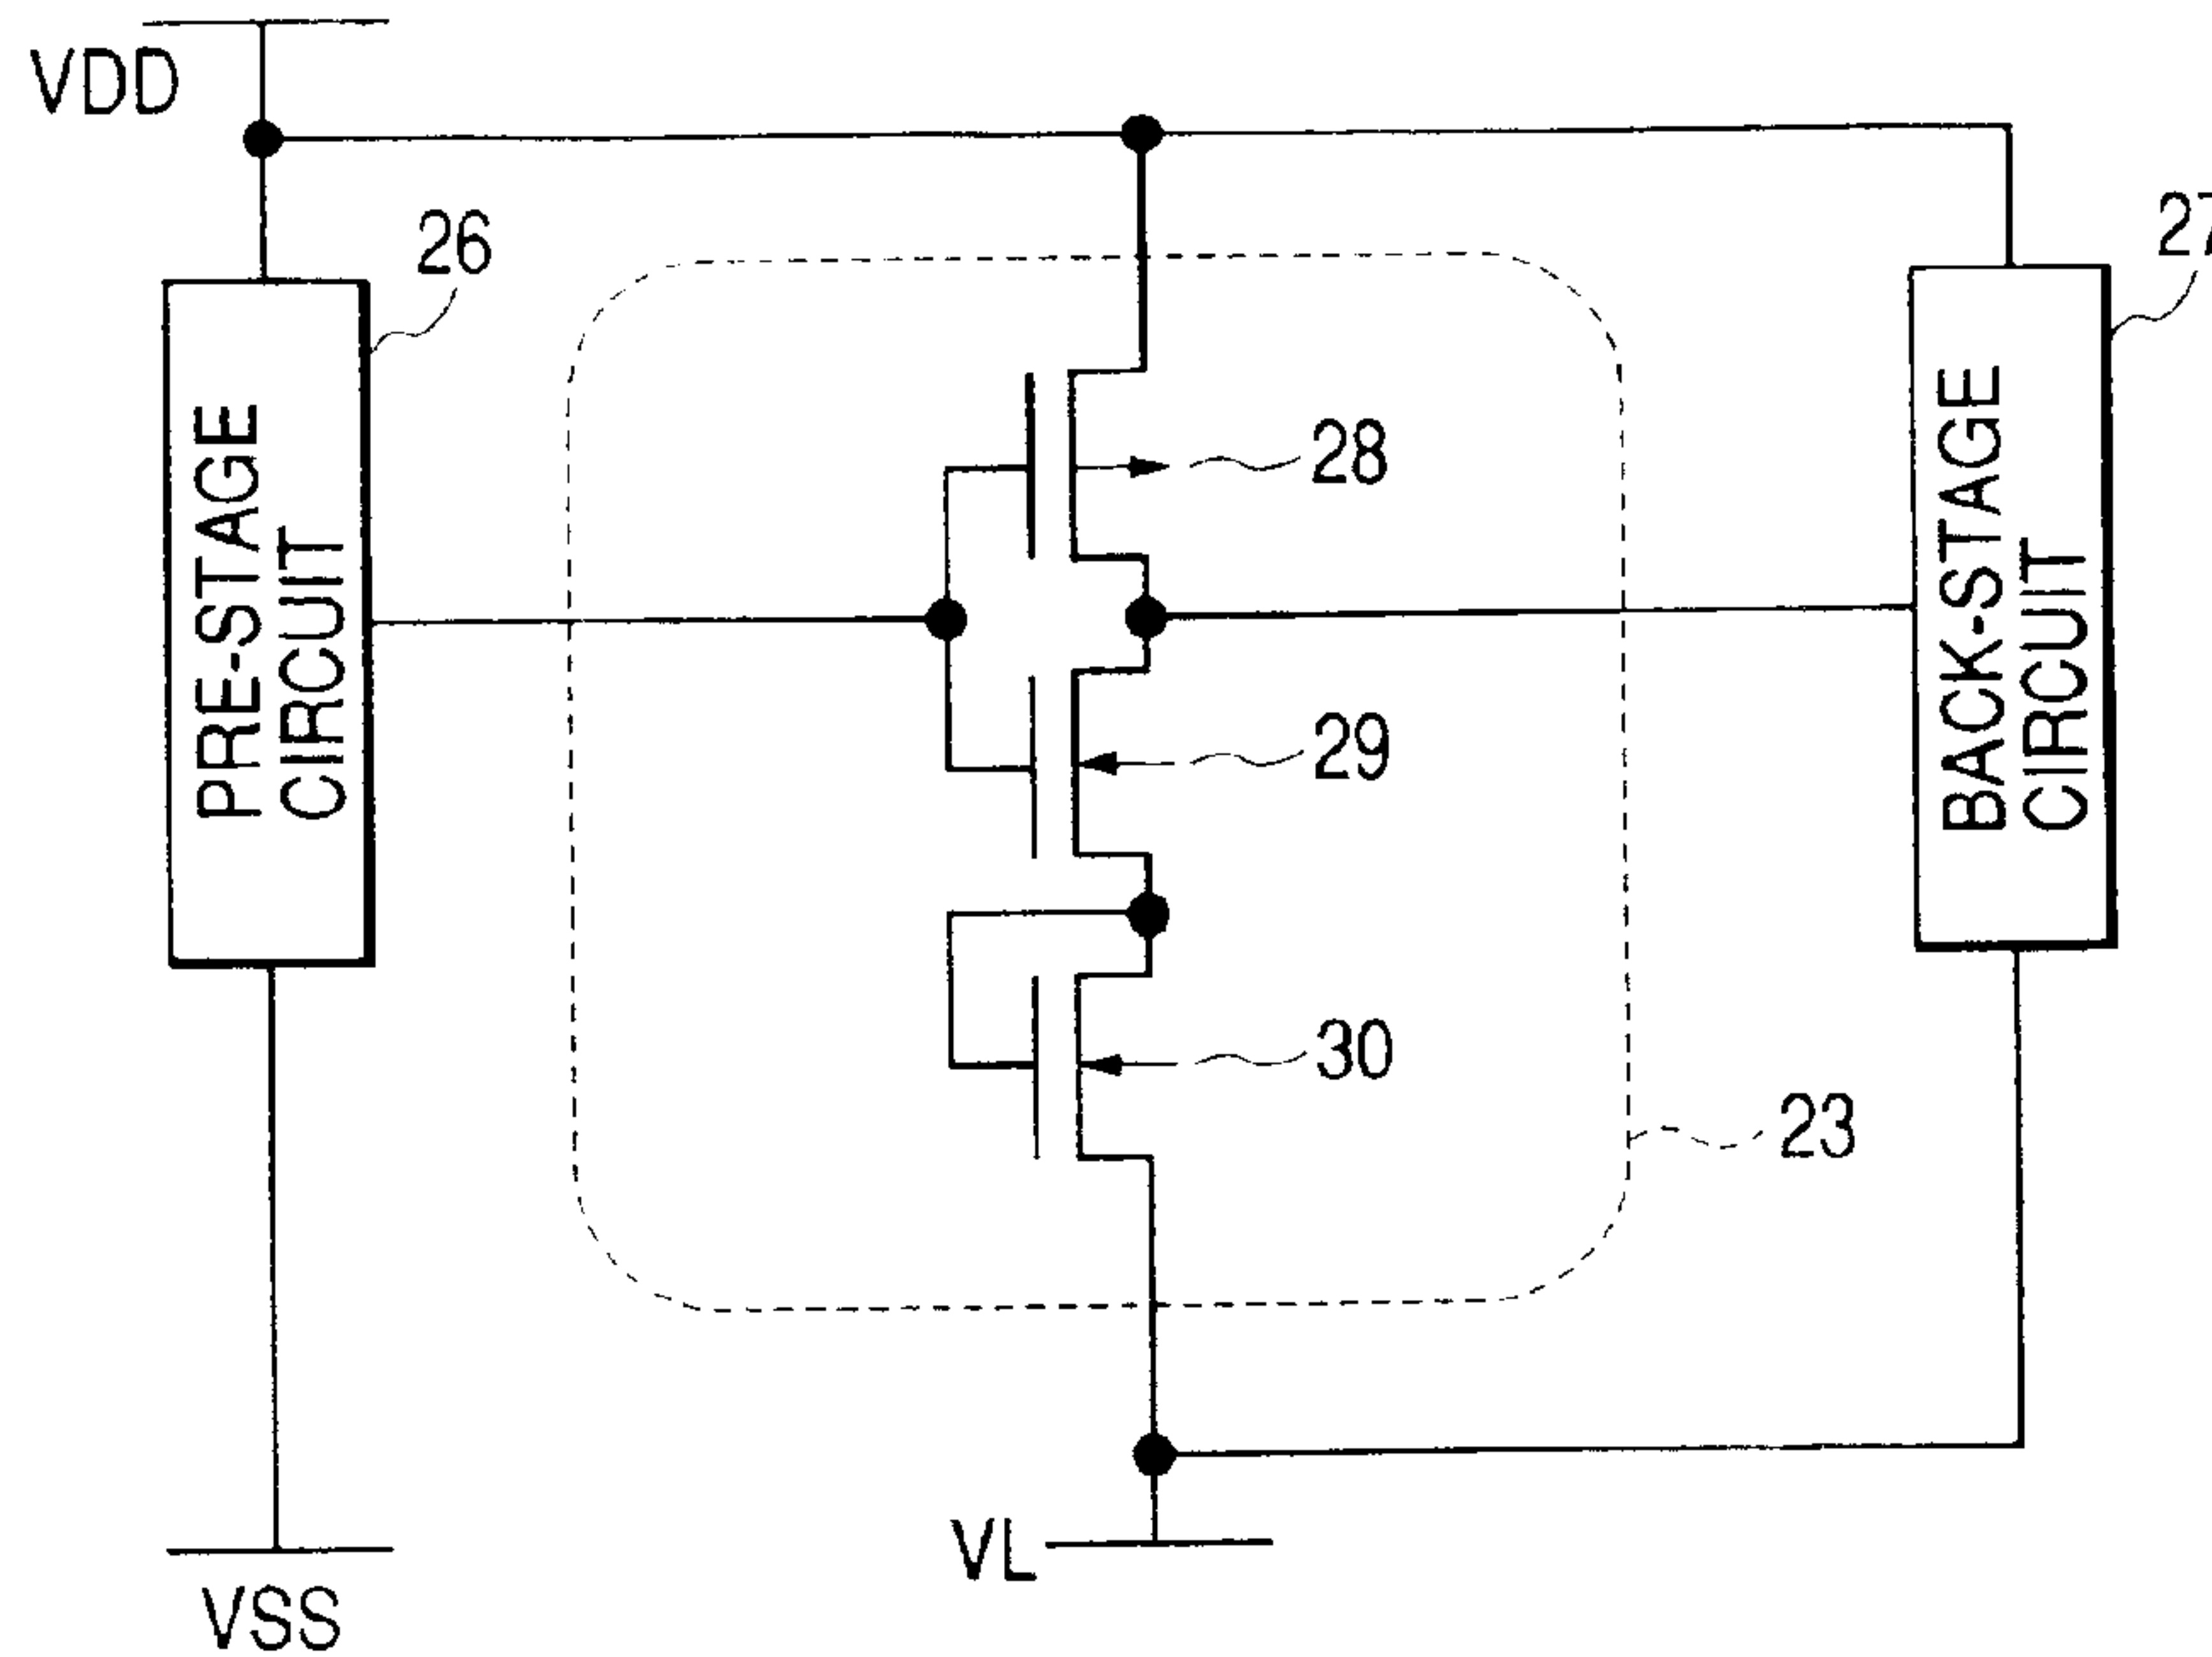 VDD
26
27
PRE-STAGE
CIRCUIT
28
BACK-STAGE
CIRCUIT
29
30
23
VL
VSS